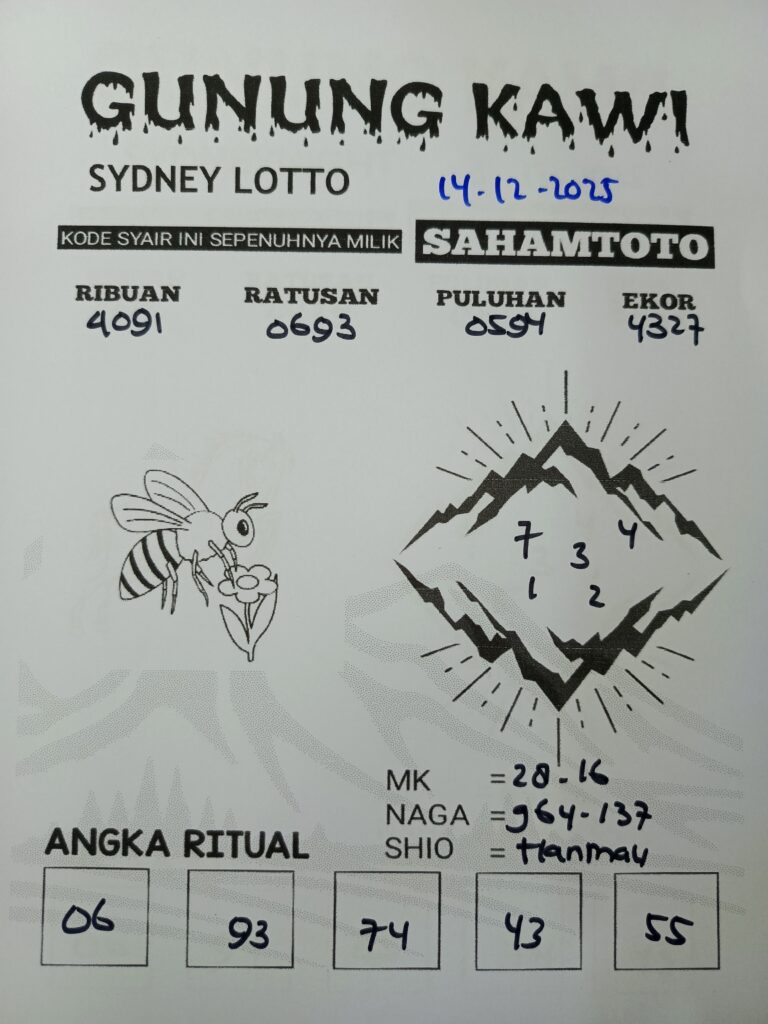 GUNUNG KAWI
SYDNEY LOTTO 14-12-2025
KODE SYAIR INI SEPENUHNYA MILIK SAHAMTOTO
RIBUAN RATUSAN PULUHAN EKOR
4091 0693 0594 4327
7 3 4
1 2
MK = 28-16
NAGA = 964-137
SHIO = Harimau
ANGKA RITUAL
06 93 74 43 55